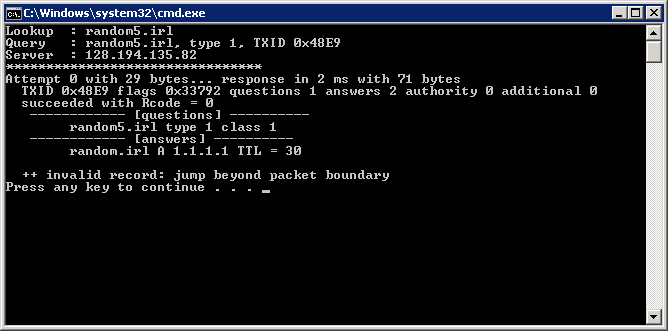 C:\Windows\system32\cmd.exe
Lookup  : random5.irl
Query   : random5.irl, type 1, TXID 0x48E9
Server  : 128.194.135.82
********************************
Attempt 0 with 29 bytes... response in 2 ms with 71 bytes
  TXID 0x48E9 flags 0x33792 questions 1 answers 2 authority 0 additional 0
  succeeded with Rcode = 0
   ------------ [questions] ----------
        random5.irl type 1 class 1
   ------------ [answers] ----------
        random.irl A 1.1.1.1 TTL = 30
  ++ invalid record: jump beyond packet boundary
Press any key to continue . . . _